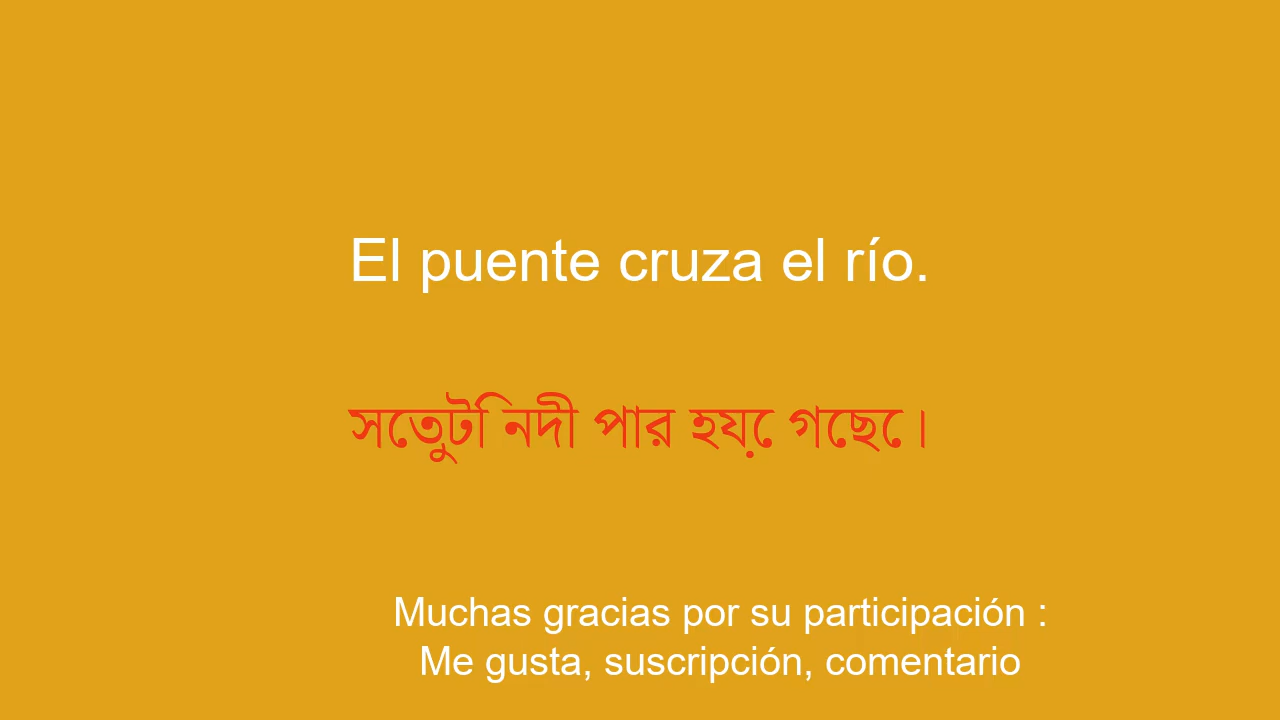 El puente cruza el río.
সেতুটি নদী পার হয়ে গেছে।
Muchas gracias por su participación :
Me gusta, suscripción, comentario